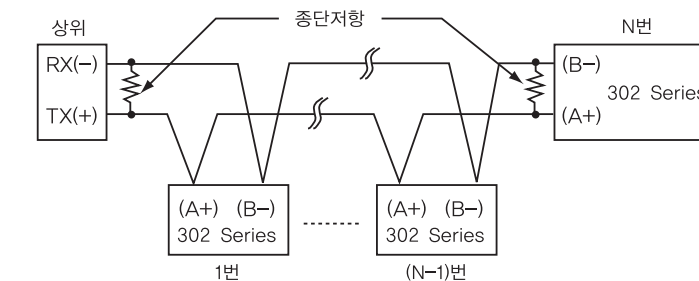 상위
종단저항
N번
RX(−)
TX(+)
(B−)
302 Series
(A+)
(A+) (B−)
302 Series
1번
(A+) (B−)
302 Series
(N−1)번